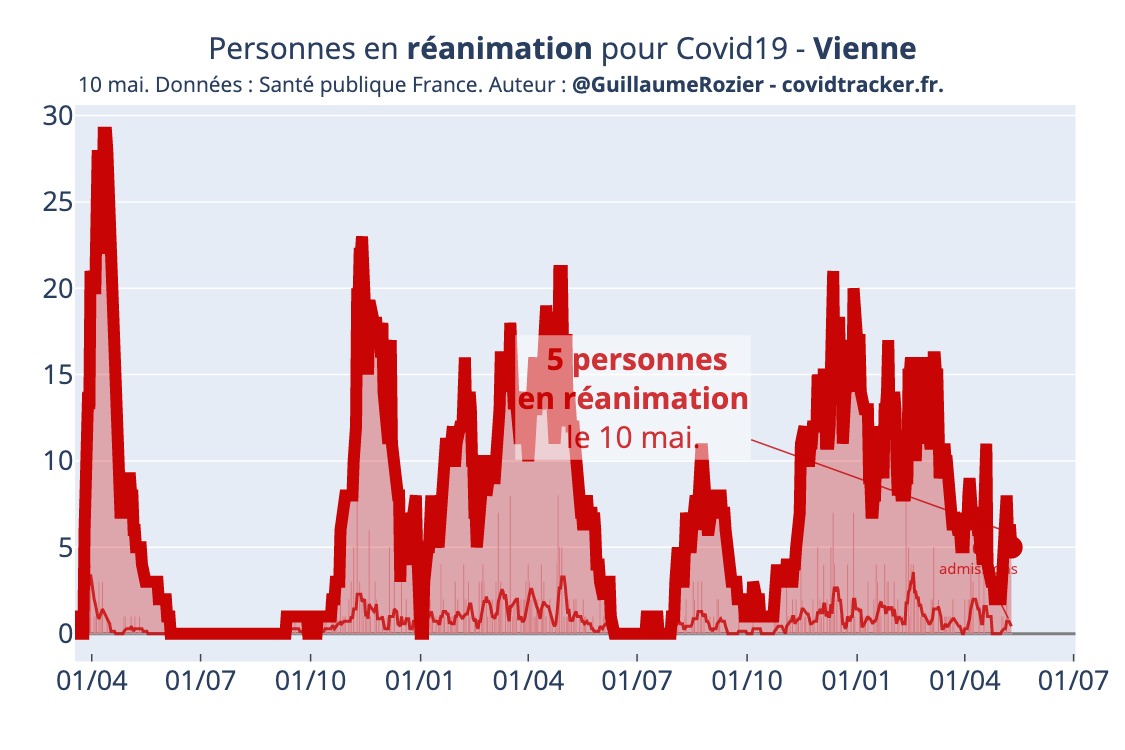 Personnes en réanimation pour Covid19 - Vienne
10 mai. Données : Santé publique France. Auteur : @GuillaumeRozier - covidtracker.fr.
30
25
20
15
10
5
0
5 personnes
en réanimation
le 10 mai.
01/04 01/07 01/10 01/01 01/04 01/07 01/10 01/01 01/04 01/07